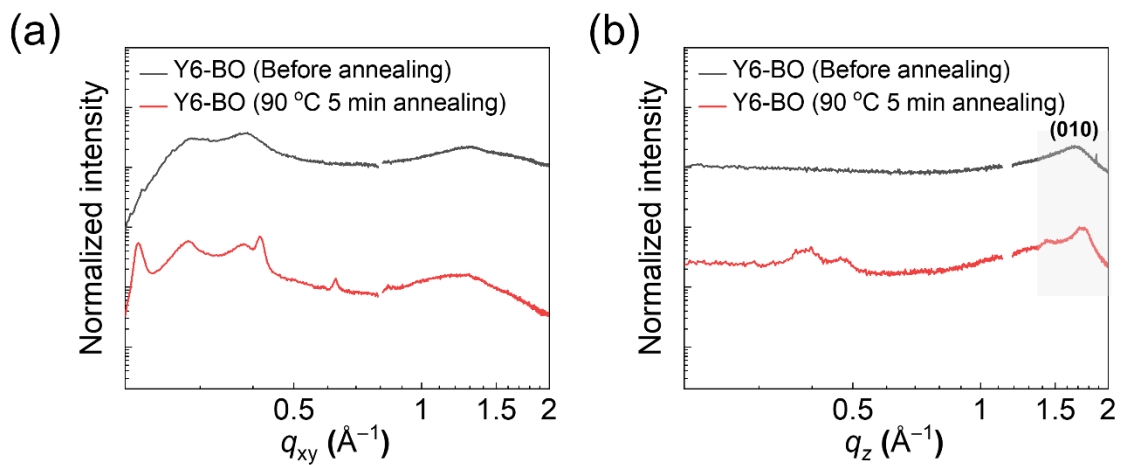 (a)
Y6-BO (Before annealing)
Y6-BO (90 °C 5 min annealing)
Normalized intensity
0.5 1 1.5 2
qxy (Å−1)
(b)
Y6-BO (Before annealing)
Y6-BO (90 °C 5 min annealing)
(010)
Normalized intensity
0.5 1 1.5 2
qz (Å−1)